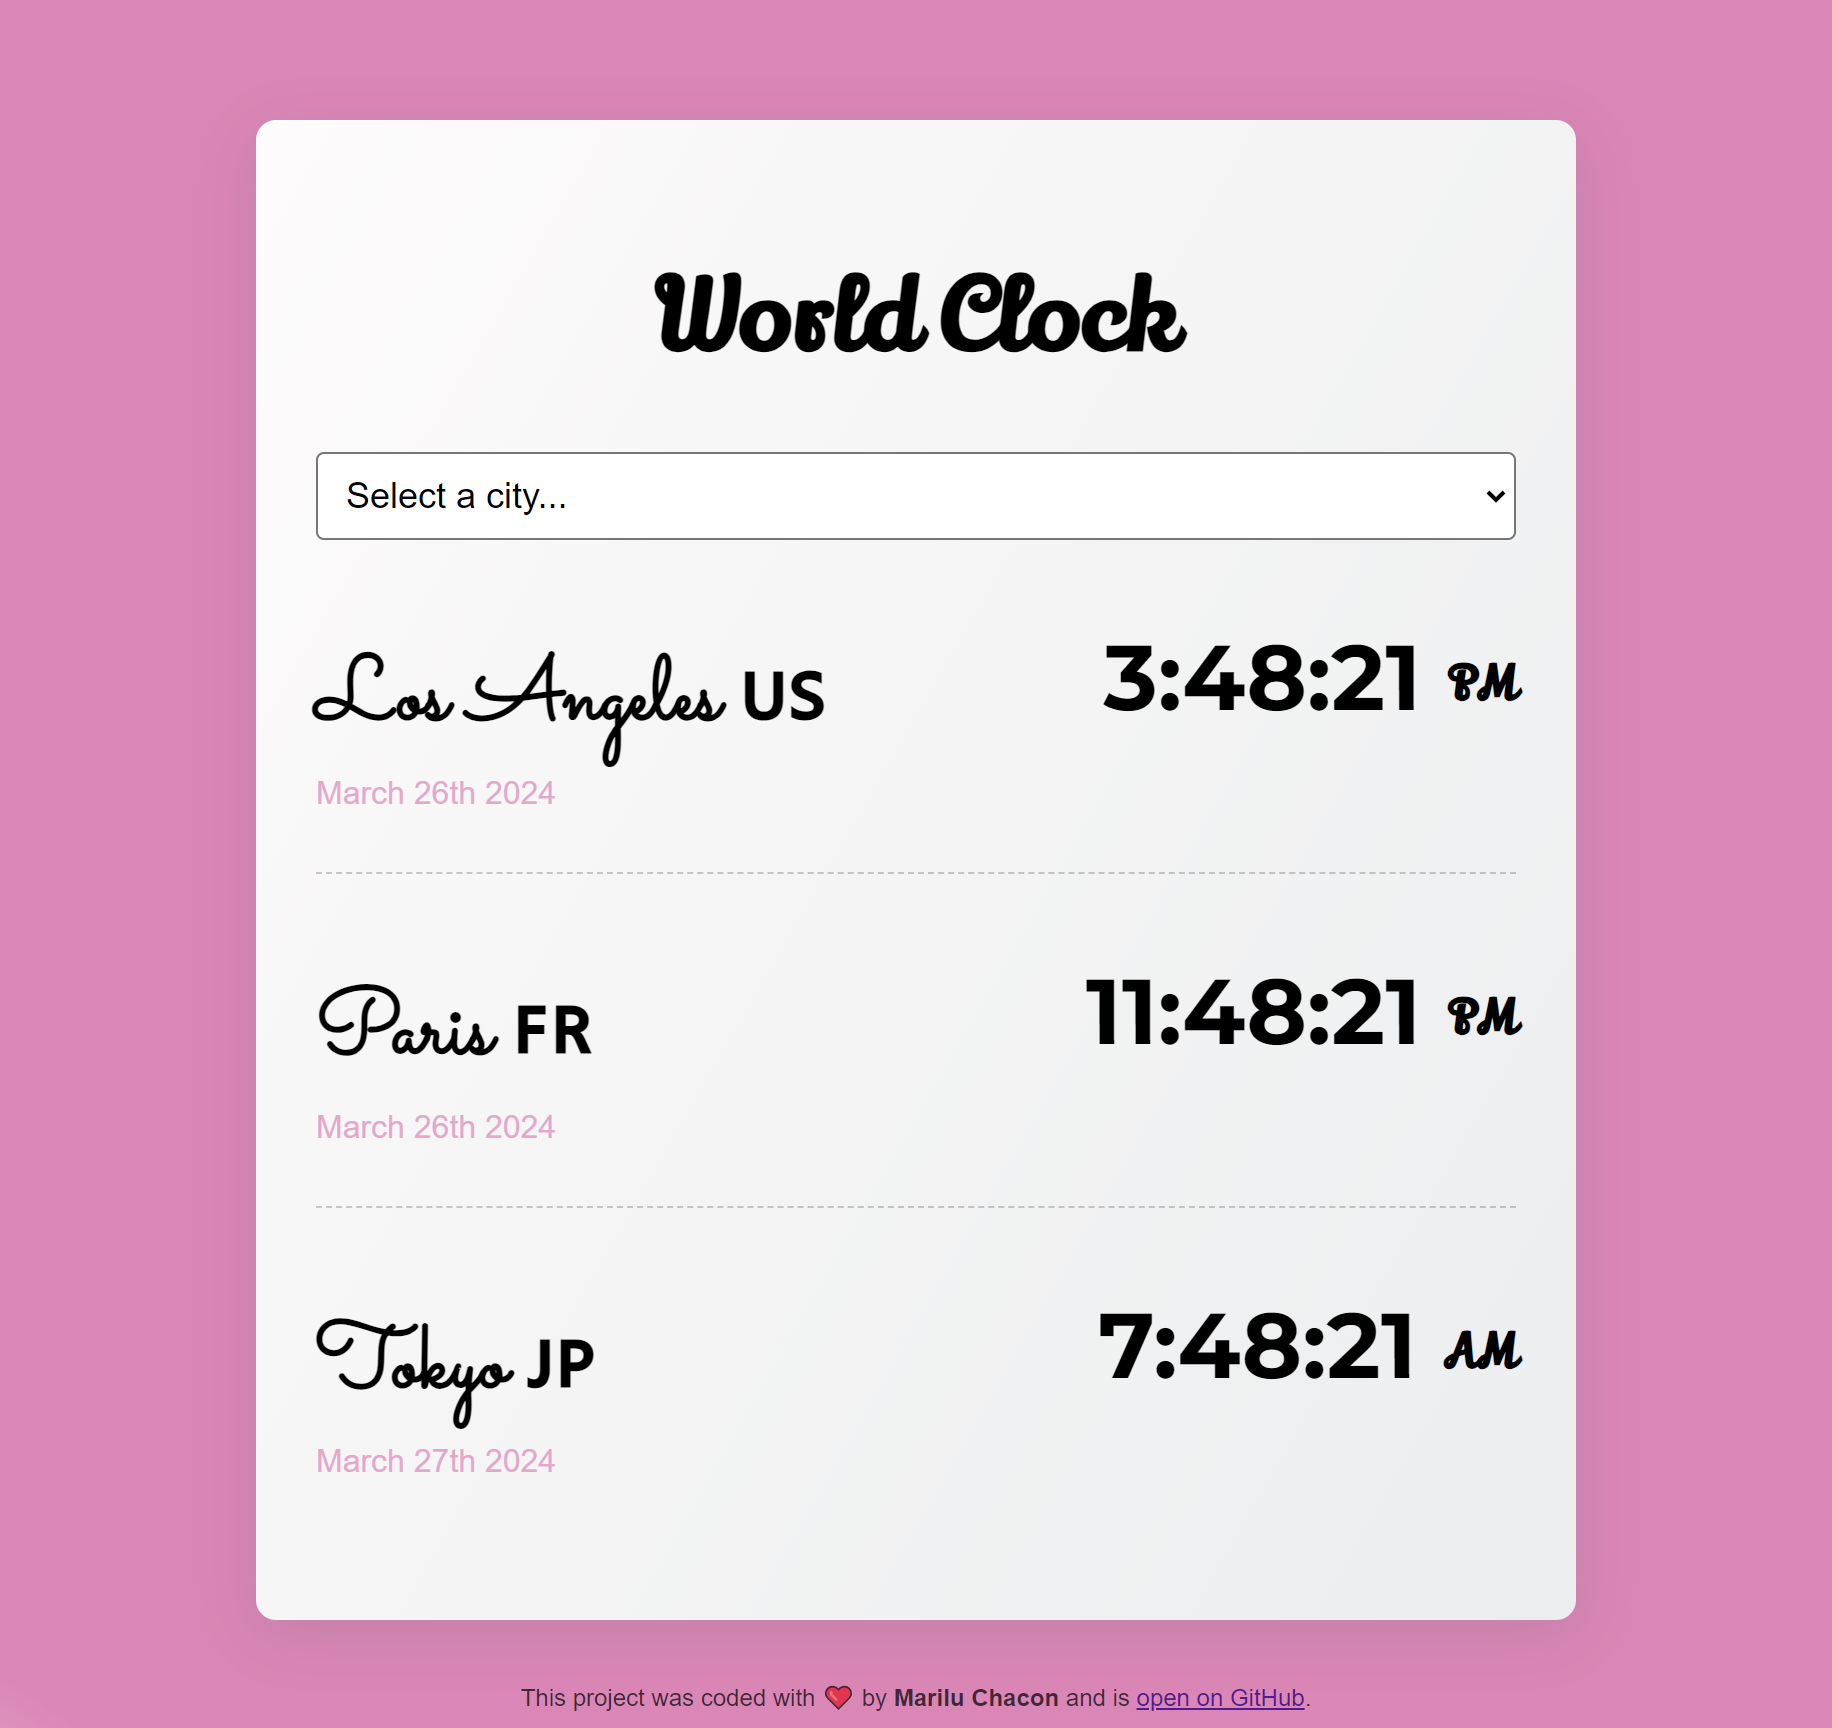 World Clock
Select a city...
Los Angeles US 3:48:21 PM
March 26th 2024
Paris FR 11:48:21 PM
March 26th 2024
Tokyo JP 7:48:21 AM
March 27th 2024
This project was coded with ❤️ by Marilu Chacon and is open on GitHub.